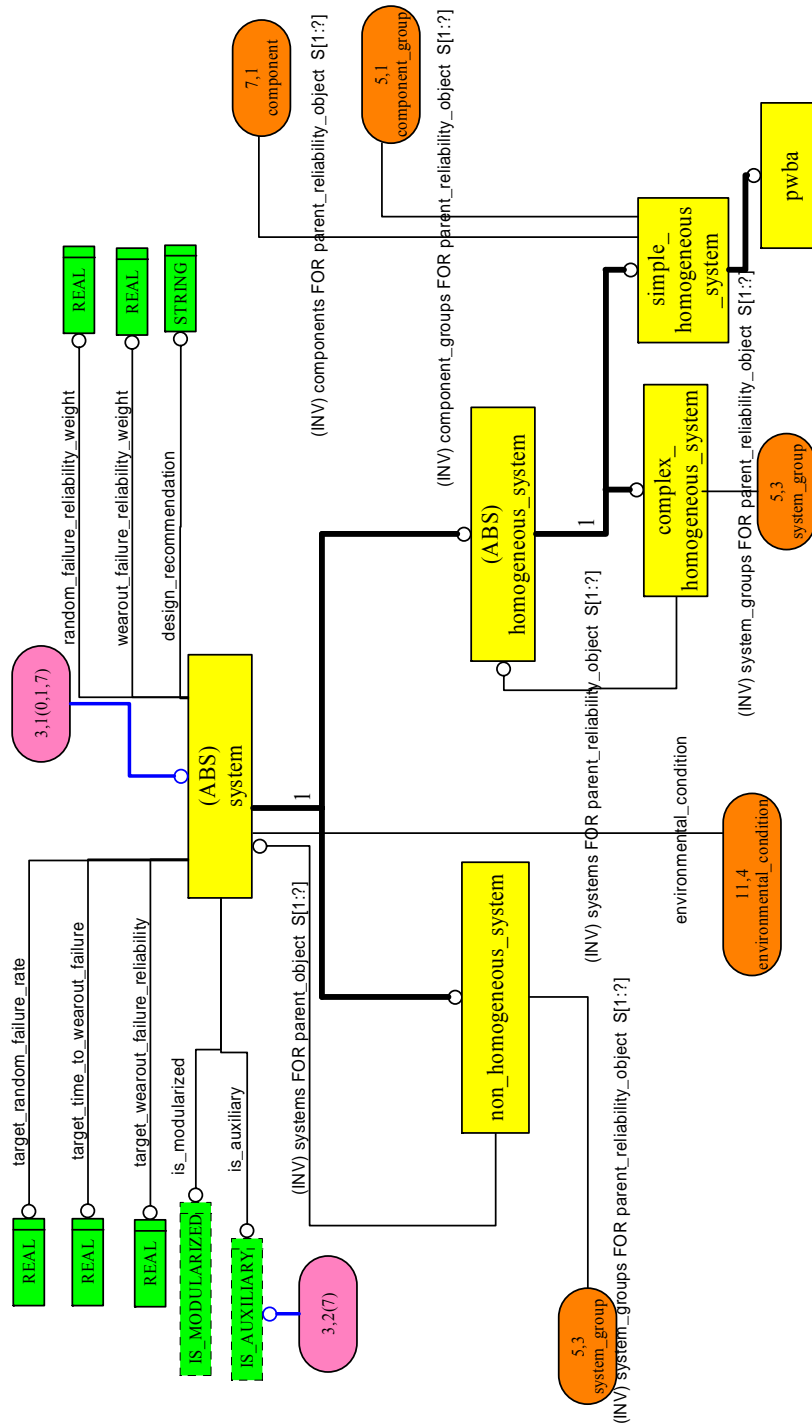 target_random_failure_rate
REAL
target_time_to_wearout_failure
REAL
target_wearout_failure_reliability
REAL
is_modularized
IS_MODULARIZED
is_auxiliary
IS_AUXILIARY
3,2(7)
3,1(0,1,7)
(ABS)
system
random_failure_reliability_weight
REAL
wearout_failure_reliability_weight
REAL
design_recommendation
STRING
(INV) systems FOR parent_object S[1:?]
1
non_homogeneous_system
5,3
system_group
(INV) system_groups FOR parent_reliability_object S[1:?]
11,4
environmental_condition
environmental_condition
(INV) systems FOR parent_reliability_object S[1:?]
(ABS)
homogeneous_system
1
complex_
homogeneous_system
5,3
system_group
(INV) system_groups FOR parent_reliability_object S[1:?]
simple_
homogeneous
_system
7,1
component
(INV) components FOR parent_reliability_object S[1:?]
5,1
component_group
(INV) component_groups FOR parent_reliability_object S[1:?]
pwba